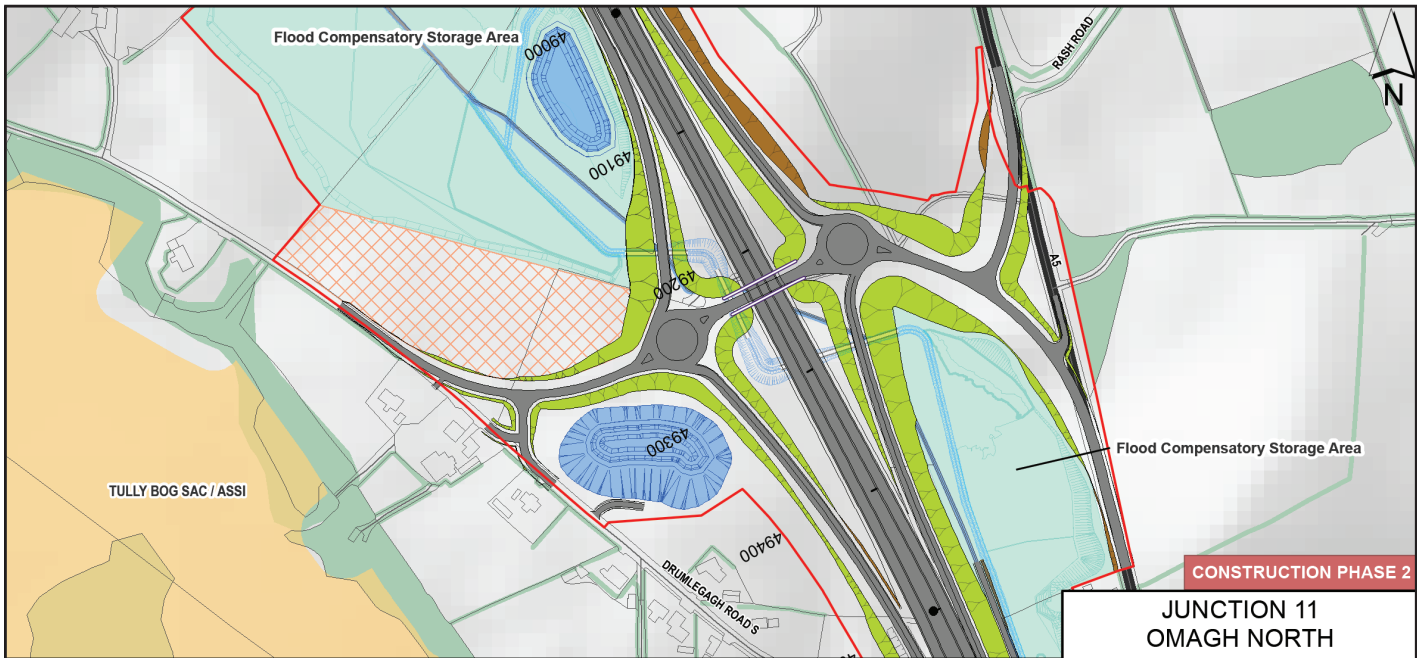 Flood Compensatory Storage Area
49000
RASH ROAD
N
49100
A5
49200
49300
Flood Compensatory Storage Area
TULLY BOG SAC / ASSI
49400
DRUMLEGAGH ROAD S
CONSTRUCTION PHASE 2
JUNCTION 11
OMAGH NORTH